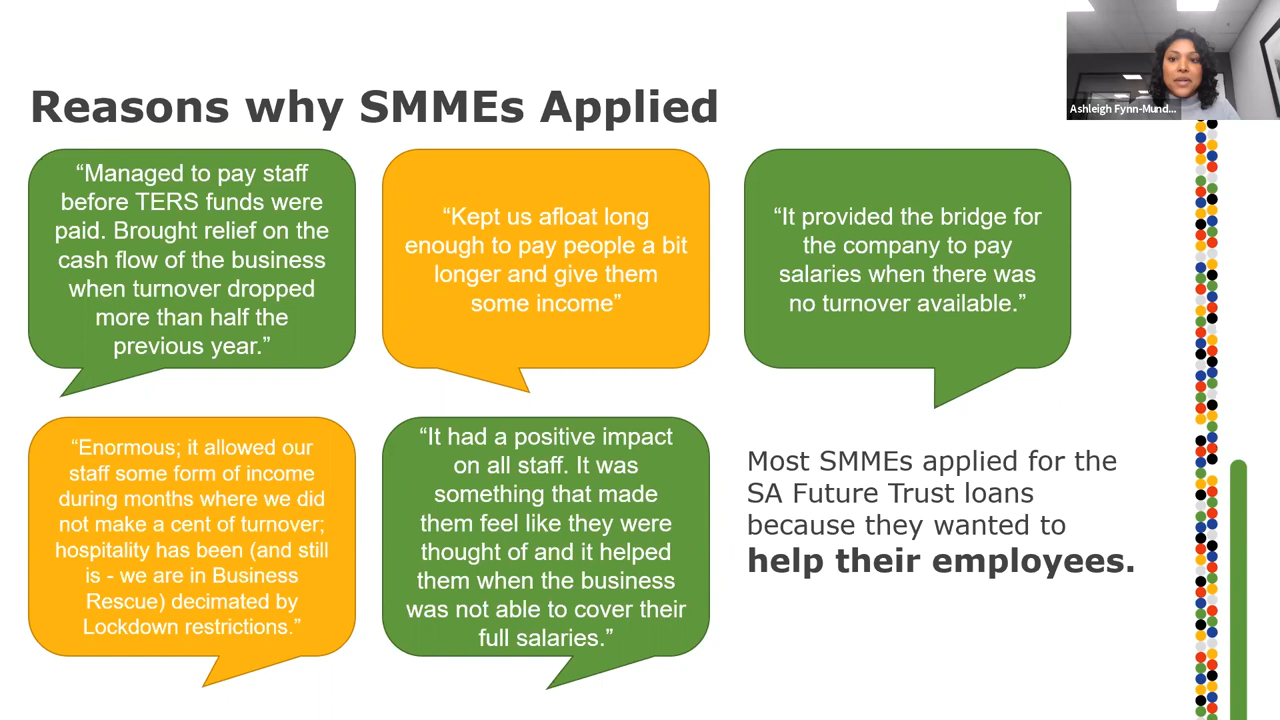 Ashleigh Fynn-Mund...
Reasons why SMMEs Applied
“Managed to pay staff
before TERS funds were
paid. Brought relief on the
cash flow of the business
when turnover dropped
more than half the
previous year.”
“Kept us afloat long
enough to pay people a bit
longer and give them
some income”
“It provided the bridge for
the company to pay
salaries when there was
no turnover available.”
“Enormous; it allowed our
staff some form of income
during months where we did
not make a cent of turnover;
hospitality has been (and still
is - we are in Business
Rescue) decimated by
Lockdown restrictions.”
“It had a positive impact
on all staff. It was
something that made
them feel like they were
thought of and it helped
them when the business
was not able to cover their
full salaries.”
Most SMMEs applied for the
SA Future Trust loans
because they wanted to
help their employees.